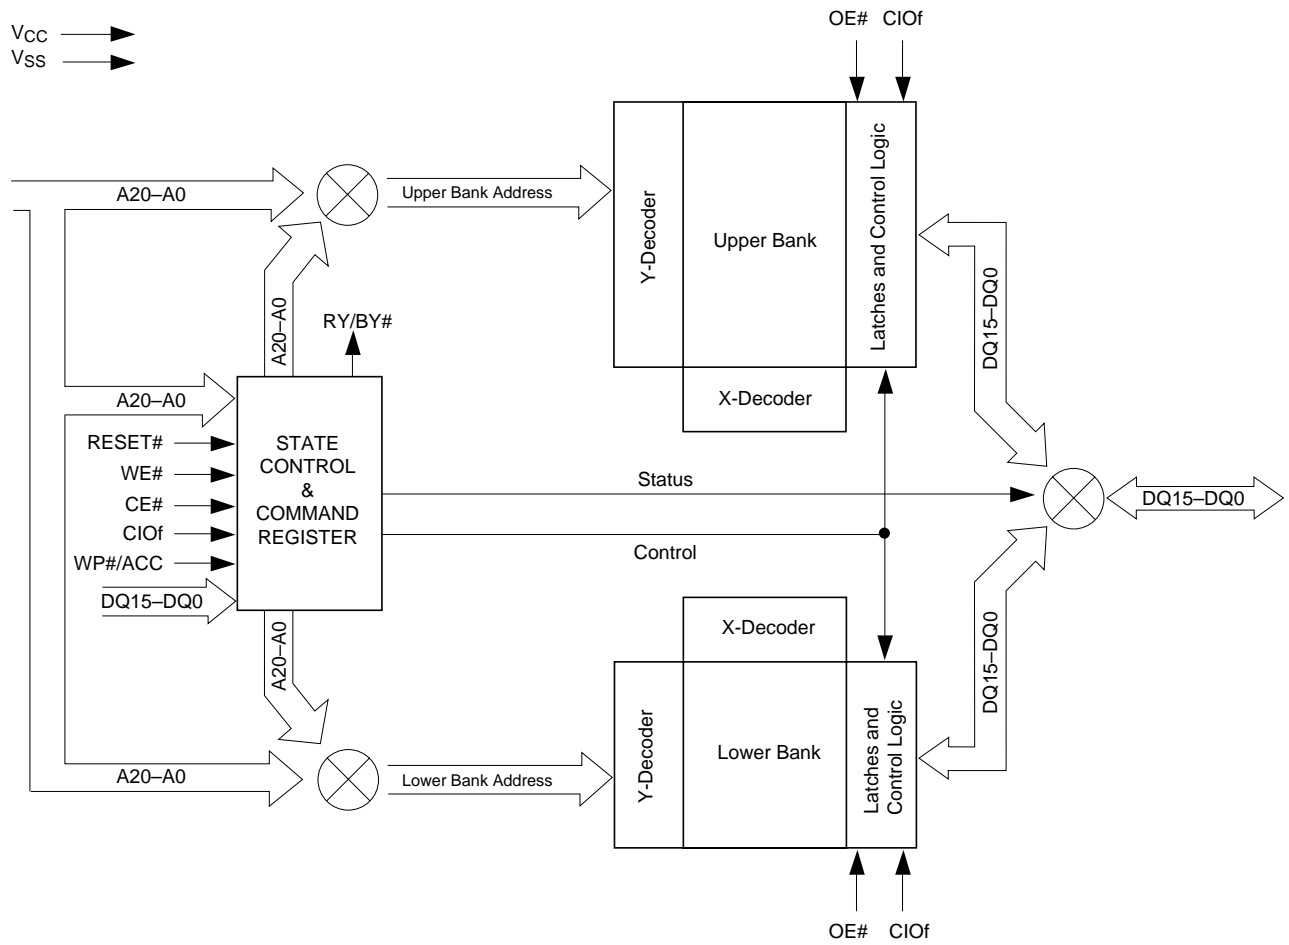 OE# CIOf
VCC
VSS
A20–A0
Upper Bank Address
Y-Decoder
Upper Bank
Latches and Control Logic
A20–A0
RY/BY#
DQ15–DQ0
A20–A0
X-Decoder
RESET#
WE#
CE#
CIOf
WP#/ACC
DQ15–DQ0
STATE
CONTROL
&
COMMAND
REGISTER
Status
Control
DQ15–DQ0
A20–A0
X-Decoder
DQ15–DQ0
A20–A0
Lower Bank Address
Y-Decoder
Lower Bank
Latches and
Control Logic
OE# CIOf